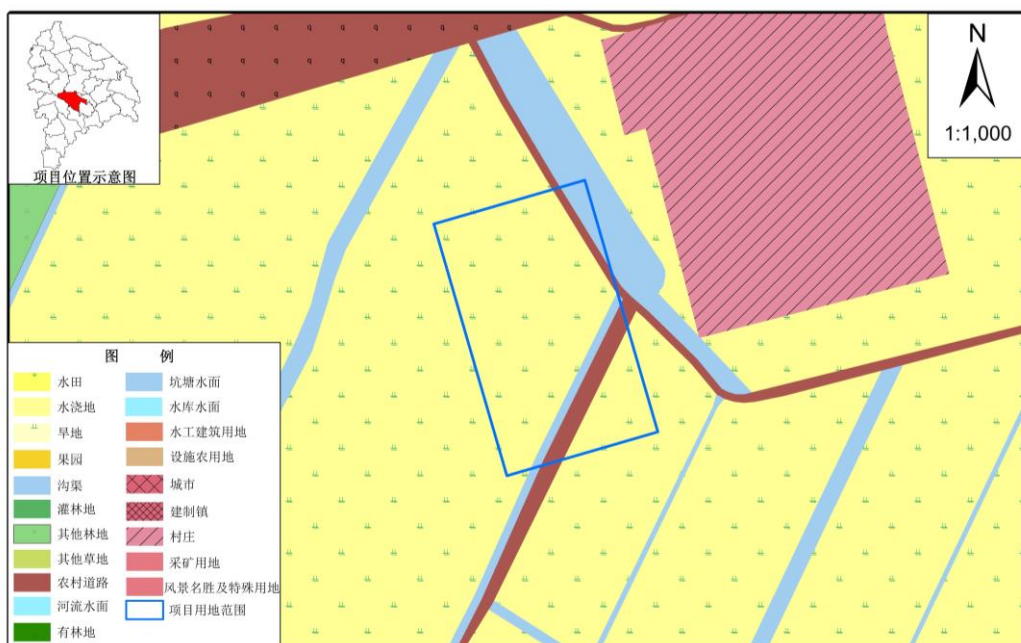 项目位置示意图
N
1:1,000
图 例
水田
水浇地
旱地
果园
沟渠
灌林地
其他林地
其他草地
农村道路
河流水面
有林地
坑塘水面
水库水面
水工建筑用地
设施农用地
城市
建制镇
村庄
采矿用地
风景名胜及特殊用地
项目用地范围